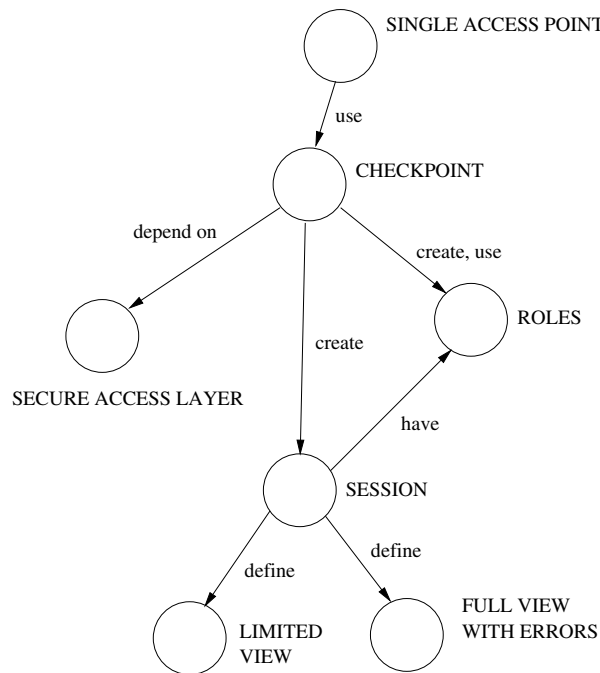 SINGLE ACCESS POINT
use
CHECKPOINT
depend on
create, use
ROLES
create
SECURE ACCESS LAYER
have
SESSION
define
define
LIMITED
VIEW
FULL VIEW
WITH ERRORS